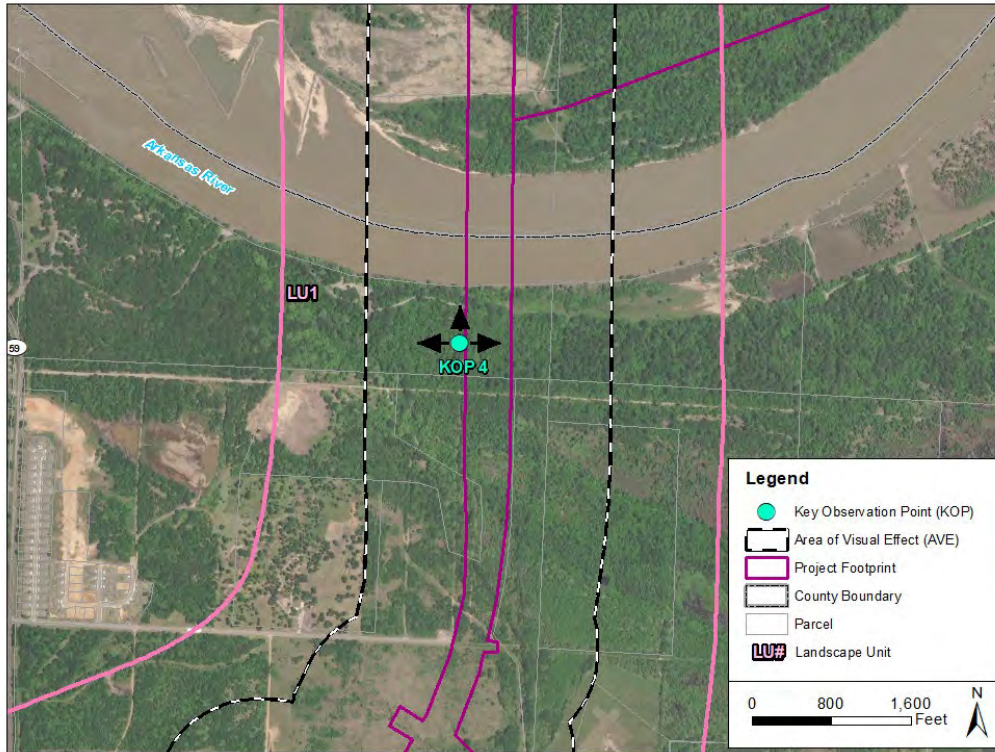 Arkansas River
LU1
59
KOP 4
Legend
Key Observation Point (KOP)
Area of Visual Effect (AVE)
Project Footprint
County Boundary
Parcel
LU# Landscape Unit
0 800 1,600
Feet
N